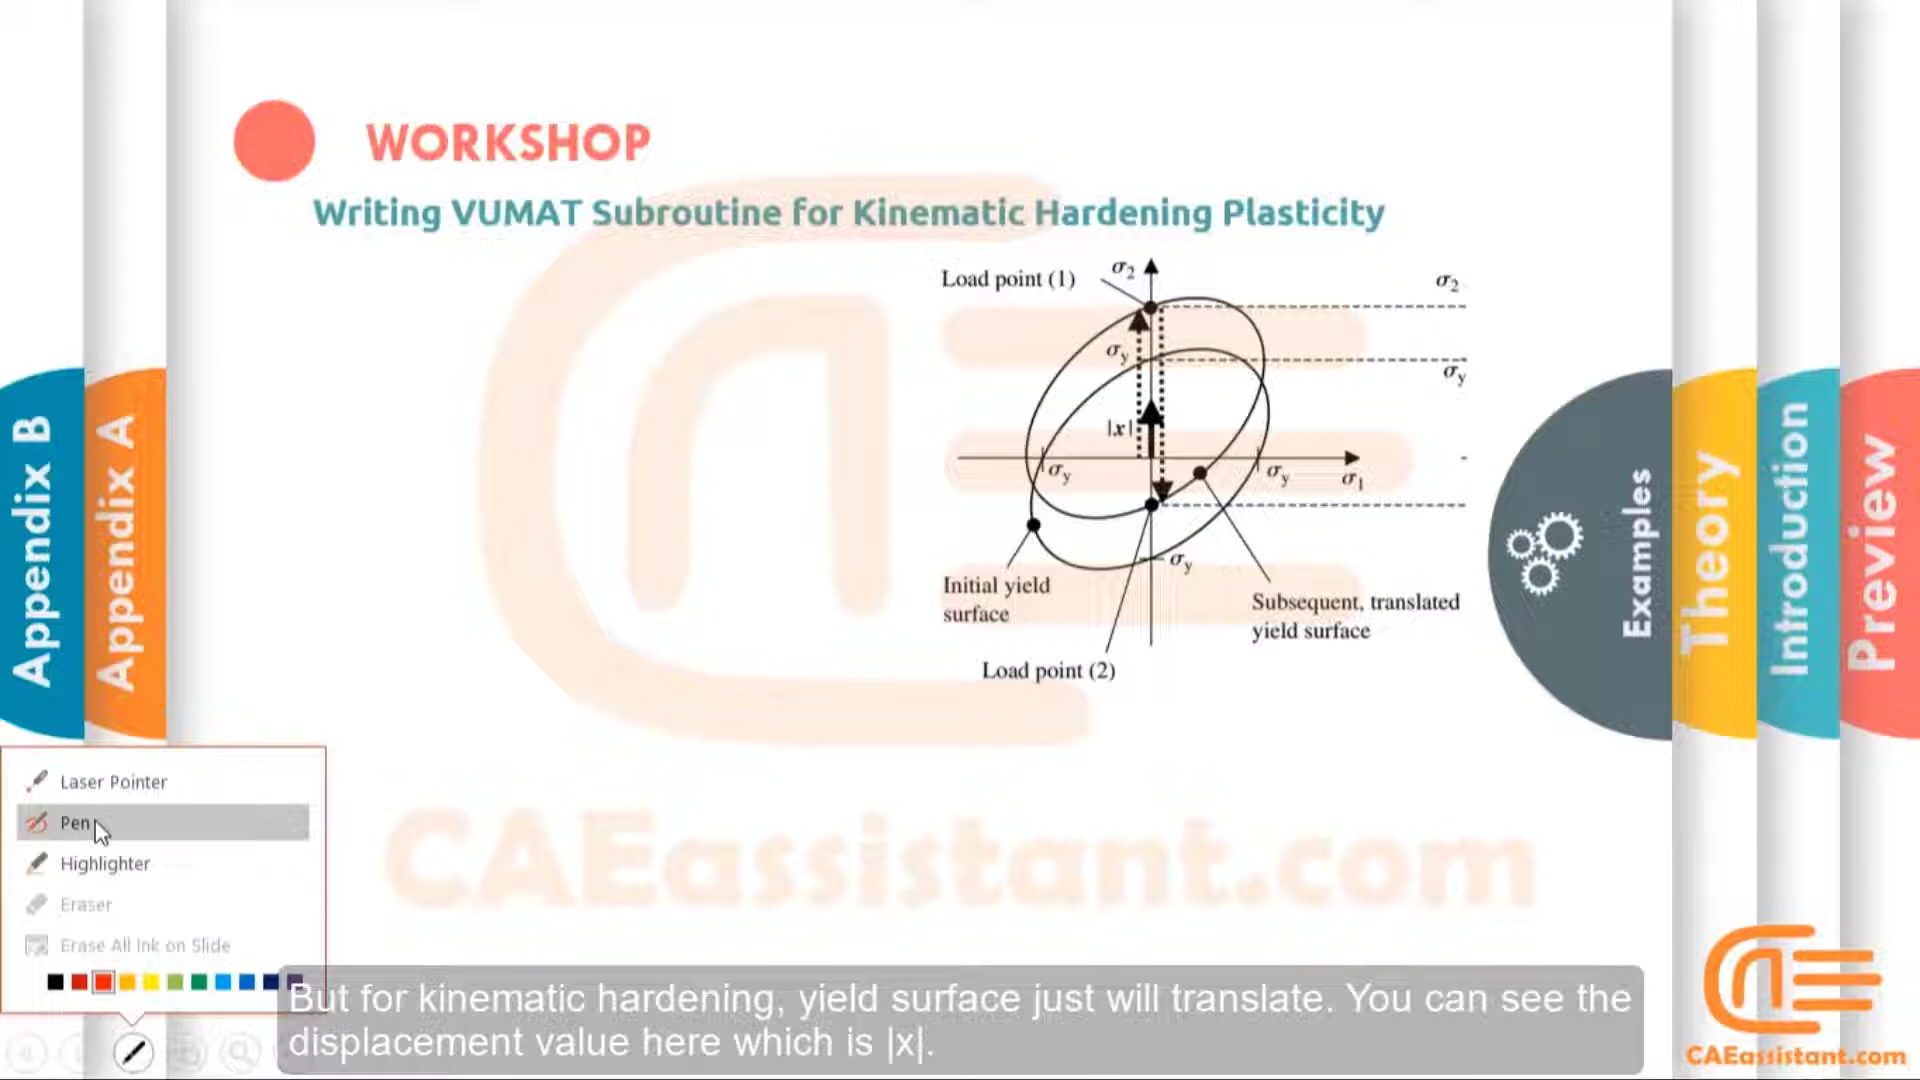 WORKSHOP
Writing VUMAT Subroutine for Kinematic Hardening Plasticity
Load point (1)
σ2
σ2
σy
σy
|x|
σy
σy
σ1
σy
Initial yield
surface
Subsequent, translated
yield surface
Load point (2)
Appendix B
Appendix A
Examples
Theory
Introduction
Preview
CAEassistant.com
Laser Pointer
Pen
Highlighter
Eraser
Erase All Ink on Slide
But for kinematic hardening, yield surface just will translate. You can see the
displacement value here which is |x|.
CAEassistant.com